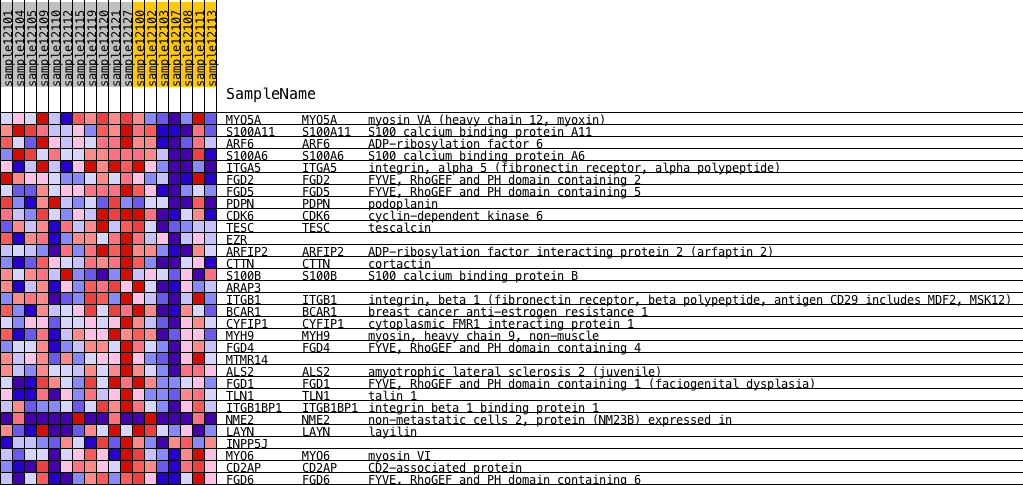 sample12101
sample12104
sample12105
sample12109
sample12110
sample12112
sample12115
sample12119
sample12120
sample12121
sample12127
sample12100
sample12102
sample12103
sample12107
sample12108
sample12111
sample12113
SampleName
MYO5A MYO5A myosin VA (heavy chain 12, myoxin)
S100A11 S100A11 S100 calcium binding protein A11
ARF6 ARF6 ADP-ribosylation factor 6
S100A6 S100A6 S100 calcium binding protein A6
ITGA5 ITGA5 integrin, alpha 5 (fibronectin receptor, alpha polypeptide)
FGD2 FGD2 FYVE, RhoGEF and PH domain containing 2
FGD5 FGD5 FYVE, RhoGEF and PH domain containing 5
PDPN PDPN podoplanin
CDK6 CDK6 cyclin-dependent kinase 6
TESC TESC tescalcin
EZR
ARFIP2 ARFIP2 ADP-ribosylation factor interacting protein 2 (arfaptin 2)
CTTN CTTN cortactin
S100B S100B S100 calcium binding protein B
ARAP3
ITGB1 ITGB1 integrin, beta 1 (fibronectin receptor, beta polypeptide, antigen CD29 includes MDF2, MSK12)
BCAR1 BCAR1 breast cancer anti-estrogen resistance 1
CYFIP1 CYFIP1 cytoplasmic FMR1 interacting protein 1
MYH9 MYH9 myosin, heavy chain 9, non-muscle
FGD4 FGD4 FYVE, RhoGEF and PH domain containing 4
MTMR14
ALS2 ALS2 amyotrophic lateral sclerosis 2 (juvenile)
FGD1 FGD1 FYVE, RhoGEF and PH domain containing 1 (faciogenital dysplasia)
TLN1 TLN1 talin 1
ITGB1BP1 ITGB1BP1 integrin beta 1 binding protein 1
NME2 NME2 non-metastatic cells 2, protein (NM23B) expressed in
LAYN LAYN layilin
INPP5J
MYO6 MYO6 myosin VI
CD2AP CD2AP CD2-associated protein
FGD6 FGD6 FYVE, RhoGEF and PH domain containing 6